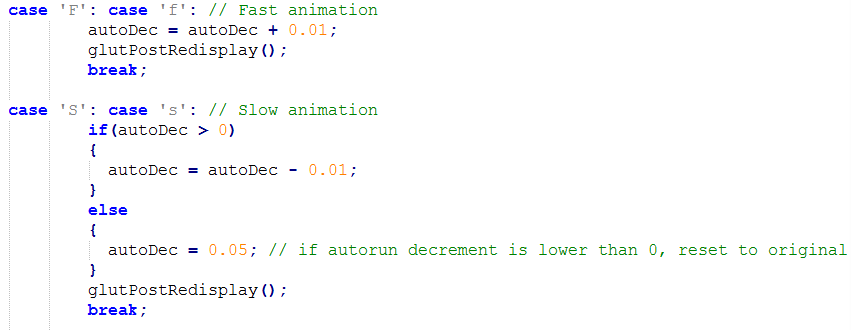 case 'F': case 'f': // Fast animation
autoDec = autoDec + 0.01;
glutPostRedisplay();
break;
case 'S': case 's': // Slow animation
if(autoDec > 0)
{
autoDec = autoDec - 0.01;
}
else
{
autoDec = 0.05; // if autorun decrement is lower than 0, reset to original
}
glutPostRedisplay();
break;